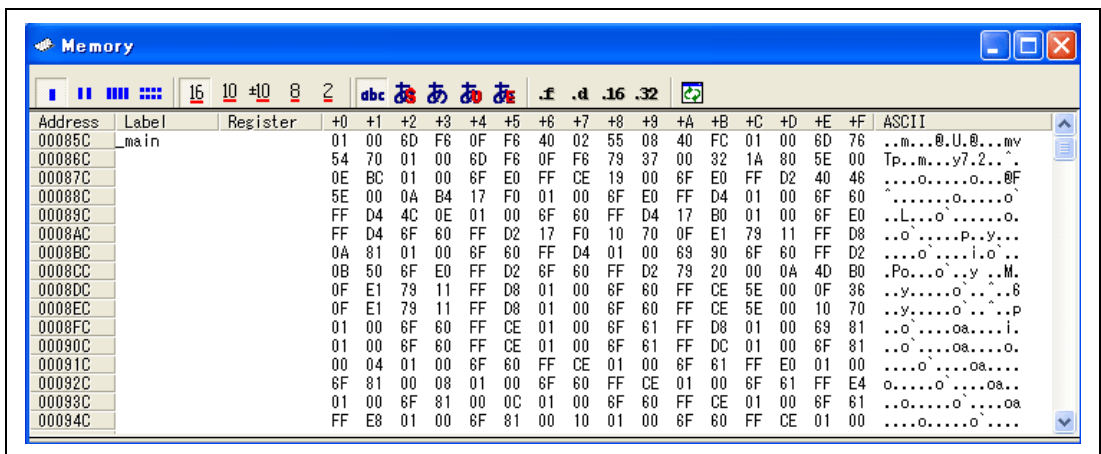 Memory
16 10 ±10 8 2 abc あS あ あU あE .f .d .16 .32
Address Label Register +0 +1 +2 +3 +4 +5 +6 +7 +8 +9 +A +B +C +D +E +F ASCII
00085C _main 01 00 6D F6 0F F6 40 02 55 08 40 FC 01 00 6D 76 ..m...@.U.@...mv
00086C 54 70 01 00 6D F6 0F F6 79 37 00 32 1A 80 5E 00 Tp..m...y7.2..^.
00087C 0E BC 01 00 6F E0 FF CE 19 00 6F E0 FF D2 40 46 ....o.....o...@F
00088C 5E 00 0A B4 17 F0 01 00 6F E0 FF D4 01 00 6F 60 ^.......o.....o`
00089C FF D4 4C 0E 01 00 6F 60 FF D4 17 B0 01 00 6F E0 ..L...o`......o.
0008AC FF D4 6F 60 FF D2 17 F0 10 70 0F E1 79 11 FF D8 ..o`.....p..y...
0008BC 0A 81 01 00 6F 60 FF D4 01 00 69 90 6F 60 FF D2 ....o`....i.o`..
0008CC 0B 50 6F E0 FF D2 6F 60 FF D2 79 20 00 0A 4D B0 .Po...o`..y ..M.
0008DC 0F E1 79 11 FF D8 01 00 6F 60 FF CE 5E 00 0F 36 ..y.....o`..^..6
0008EC 0F E1 79 11 FF D8 01 00 6F 60 FF CE 5E 00 10 70 ..y.....o`..^..p
0008FC 01 00 6F 60 FF CE 01 00 6F 61 FF D8 01 00 69 81 ..o`....oa....i.
00090C 01 00 6F 60 FF CE 01 00 6F 61 FF DC 01 00 6F 81 ..o`....oa....o.
00091C 00 04 01 00 6F 60 FF CE 01 00 6F 61 FF E0 01 00 ....o`....oa....
00092C 6F 81 00 08 01 00 6F 60 FF CE 01 00 6F 61 FF E4 o.....o`....oa..
00093C 01 00 6F 81 00 0C 01 00 6F 60 FF CE 01 00 6F 61 ..o.....o`....oa
00094C FF E8 01 00 6F 81 00 10 01 00 6F 60 FF CE 01 00 ....o.....o`....